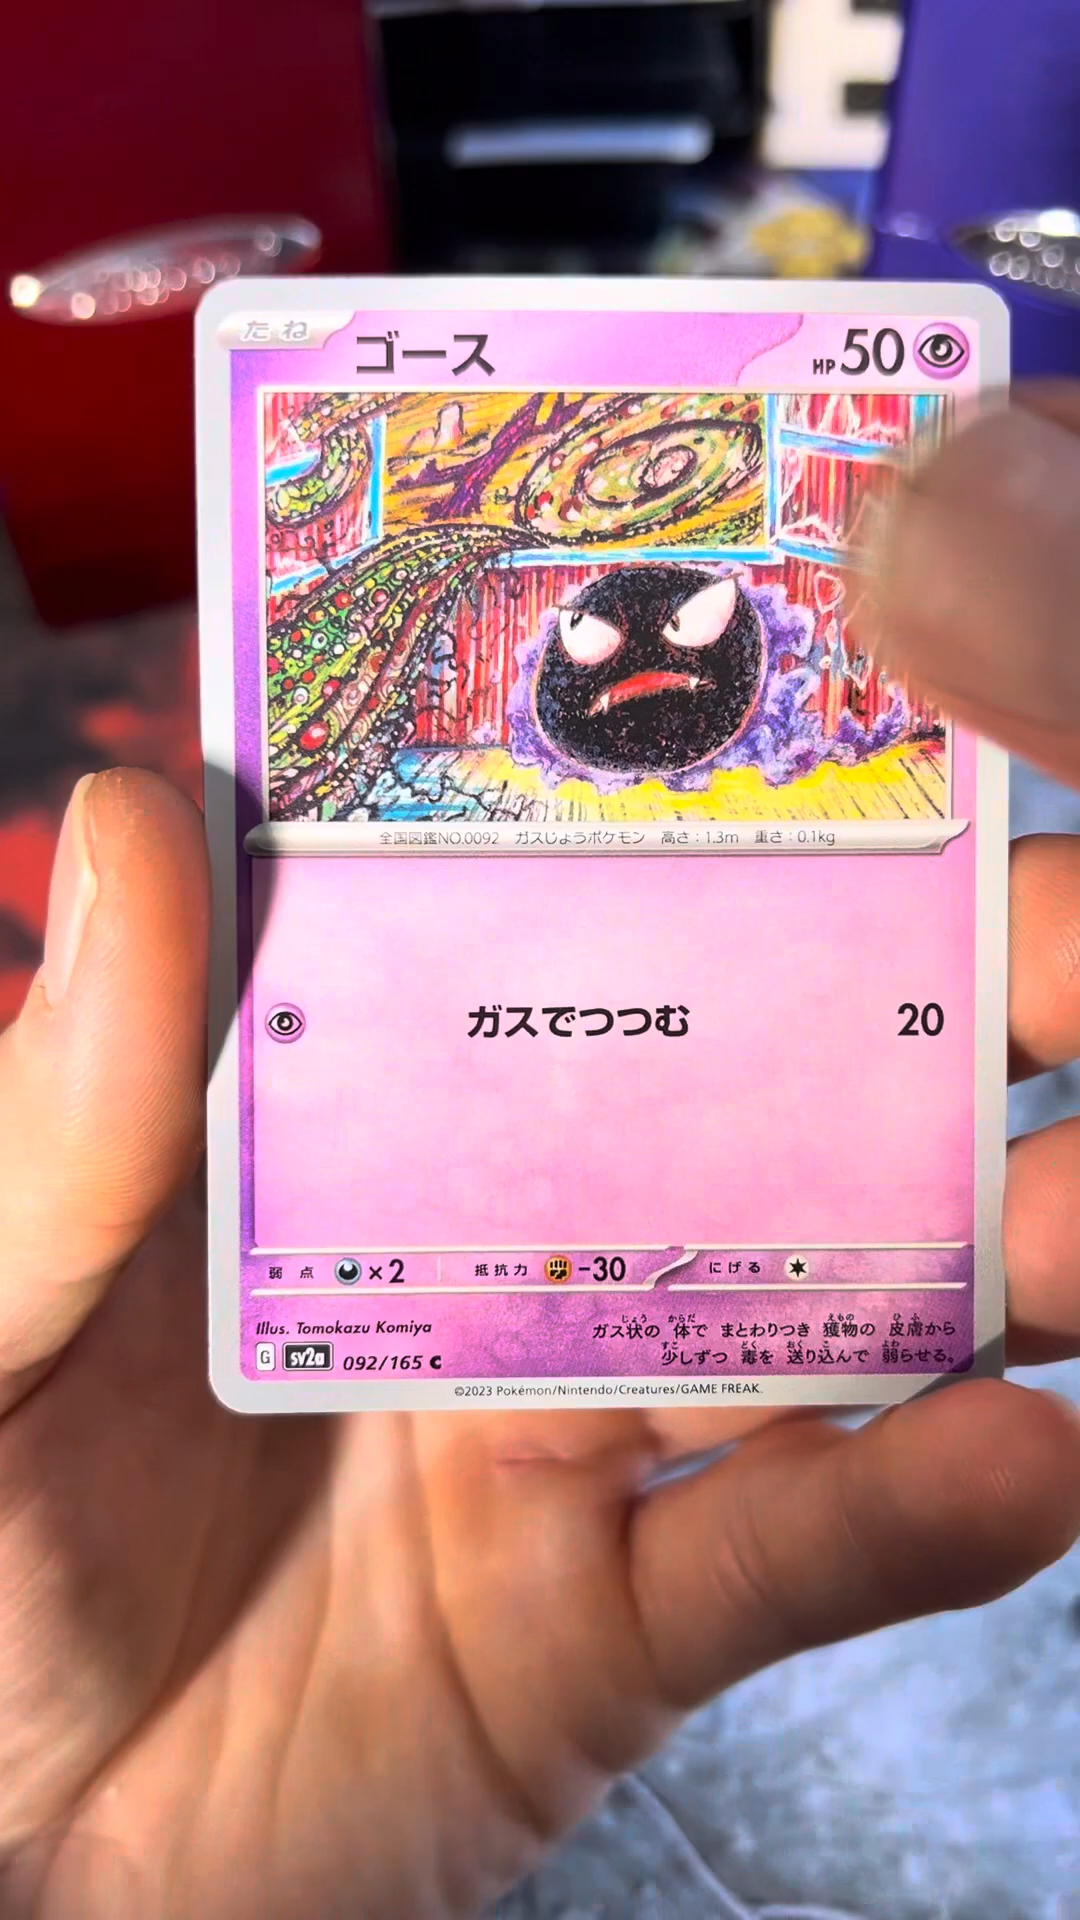 たね
ゴース
HP50
全国図鑑NO.0092 ガスじょうポケモン 高さ:1.3m 重さ:0.1kg
ガスでつつむ 20
弱点 ×2 抵抗力 -30 にげる
Illus. Tomokazu Komiya
ガス状の 体で まとわりつき 獲物の 皮膚から
少しずつ 毒を 送り込んで 弱らせる。
G sv2a 092/165 C
©2023 Pokémon/Nintendo/Creatures/GAME FREAK.